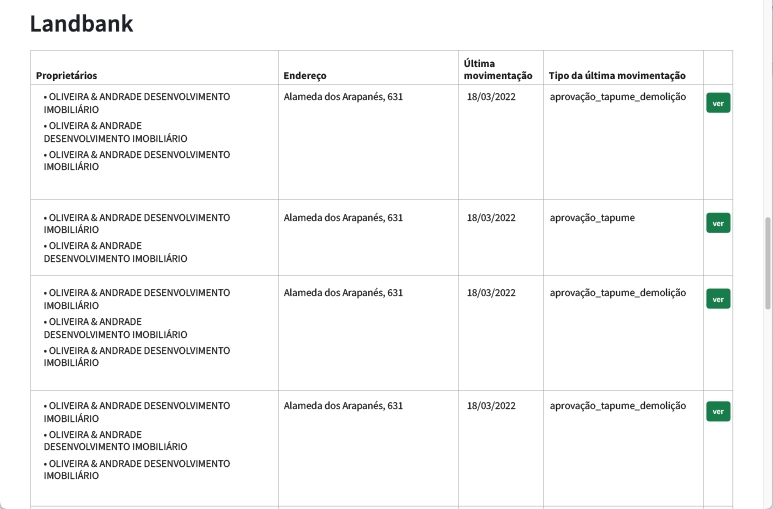 Landbank
Proprietários Endereço Última movimentação Tipo da última movimentação
• OLIVEIRA & ANDRADE DESENVOLVIMENTO Alameda dos Arapanés, 631 18/03/2022 aprovação_tapume_demolição ver
IMOBILIÁRIO
• OLIVEIRA & ANDRADE
DESENVOLVIMENTO IMOBILIÁRIO
• OLIVEIRA & ANDRADE DESENVOLVIMENTO
IMOBILIÁRIO
• OLIVEIRA & ANDRADE DESENVOLVIMENTO Alameda dos Arapanés, 631 18/03/2022 aprovação_tapume ver
IMOBILIÁRIO
• OLIVEIRA & ANDRADE
DESENVOLVIMENTO IMOBILIÁRIO
• OLIVEIRA & ANDRADE DESENVOLVIMENTO Alameda dos Arapanés, 631 18/03/2022 aprovação_tapume_demolição ver
IMOBILIÁRIO
• OLIVEIRA & ANDRADE
DESENVOLVIMENTO IMOBILIÁRIO
• OLIVEIRA & ANDRADE DESENVOLVIMENTO
IMOBILIÁRIO
• OLIVEIRA & ANDRADE DESENVOLVIMENTO Alameda dos Arapanés, 631 18/03/2022 aprovação_tapume_demolição ver
IMOBILIÁRIO
• OLIVEIRA & ANDRADE
DESENVOLVIMENTO IMOBILIÁRIO
• OLIVEIRA & ANDRADE DESENVOLVIMENTO
IMOBILIÁRIO